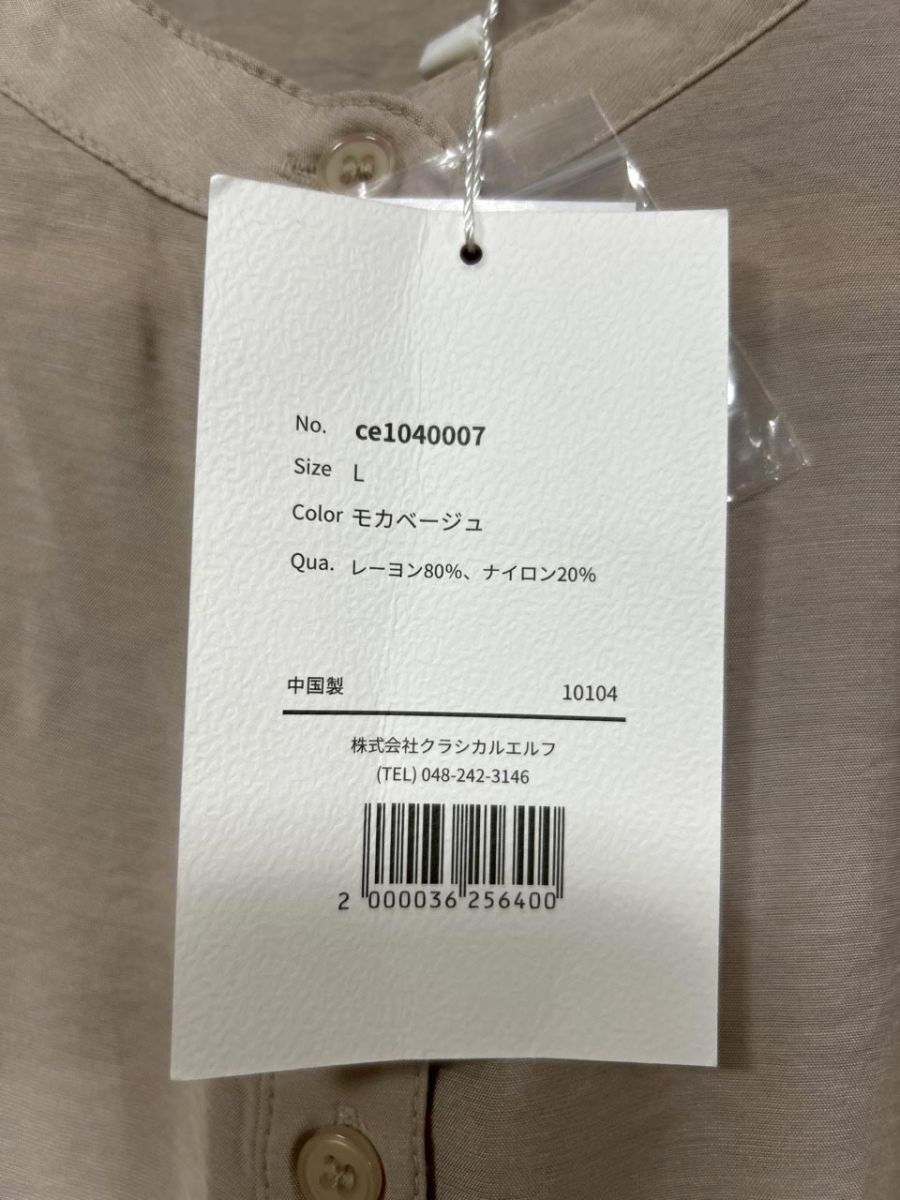 No. ce1040007
Size L
Color モカベージュ
Qua. レーヨン80%、ナイロン20%
中国製 10104
株式会社クラシカルエルフ
(TEL) 048-242-3146
2 000036 256400